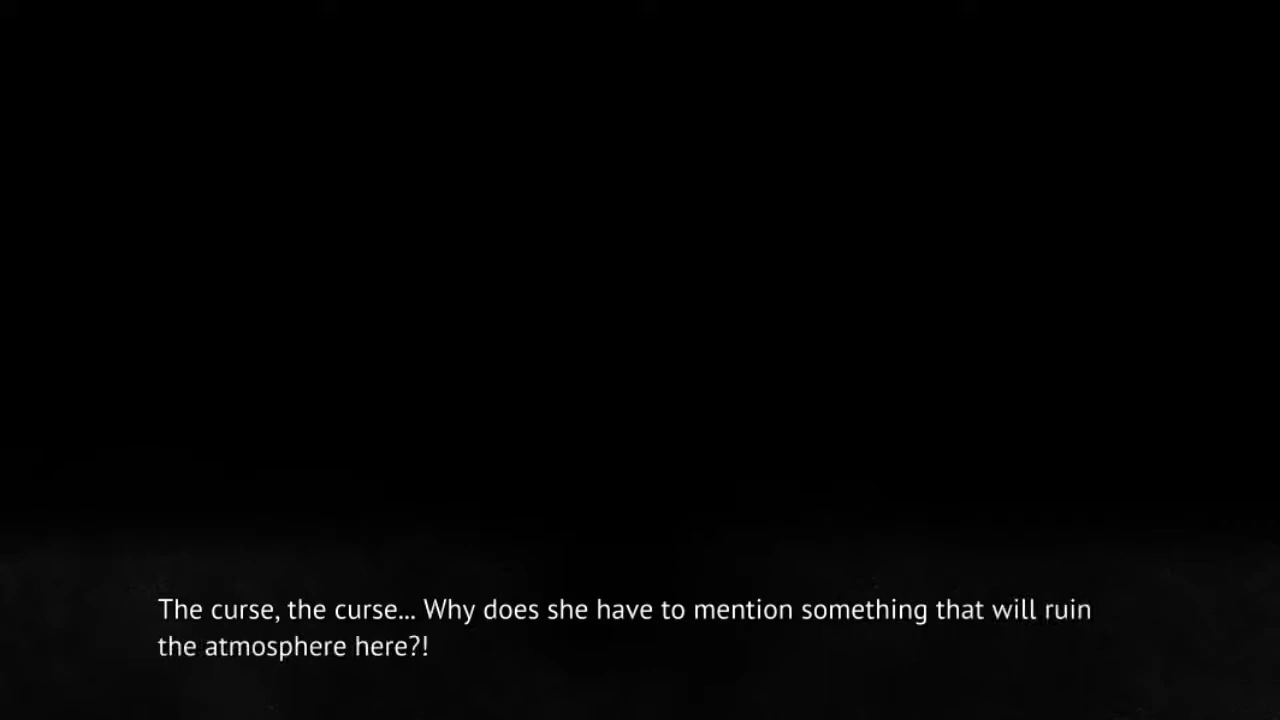 The curse, the curse... Why does she have to mention something that will ruin
the atmosphere here?!